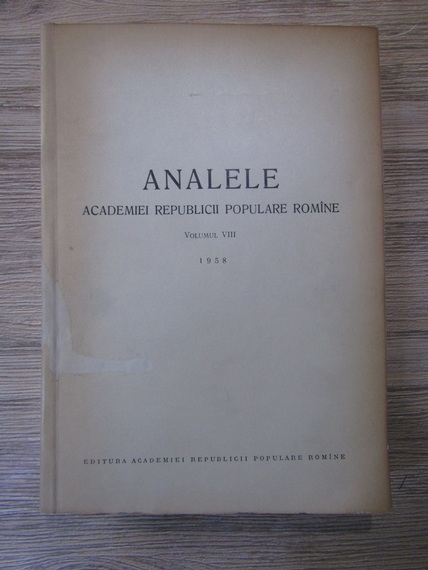 ANALELE
ACADEMIEI REPUBLICII POPULARE ROMÎNE
VOLUMUL VIII
1958
EDITURA ACADEMIEI REPUBLICII POPULARE ROMÎNE